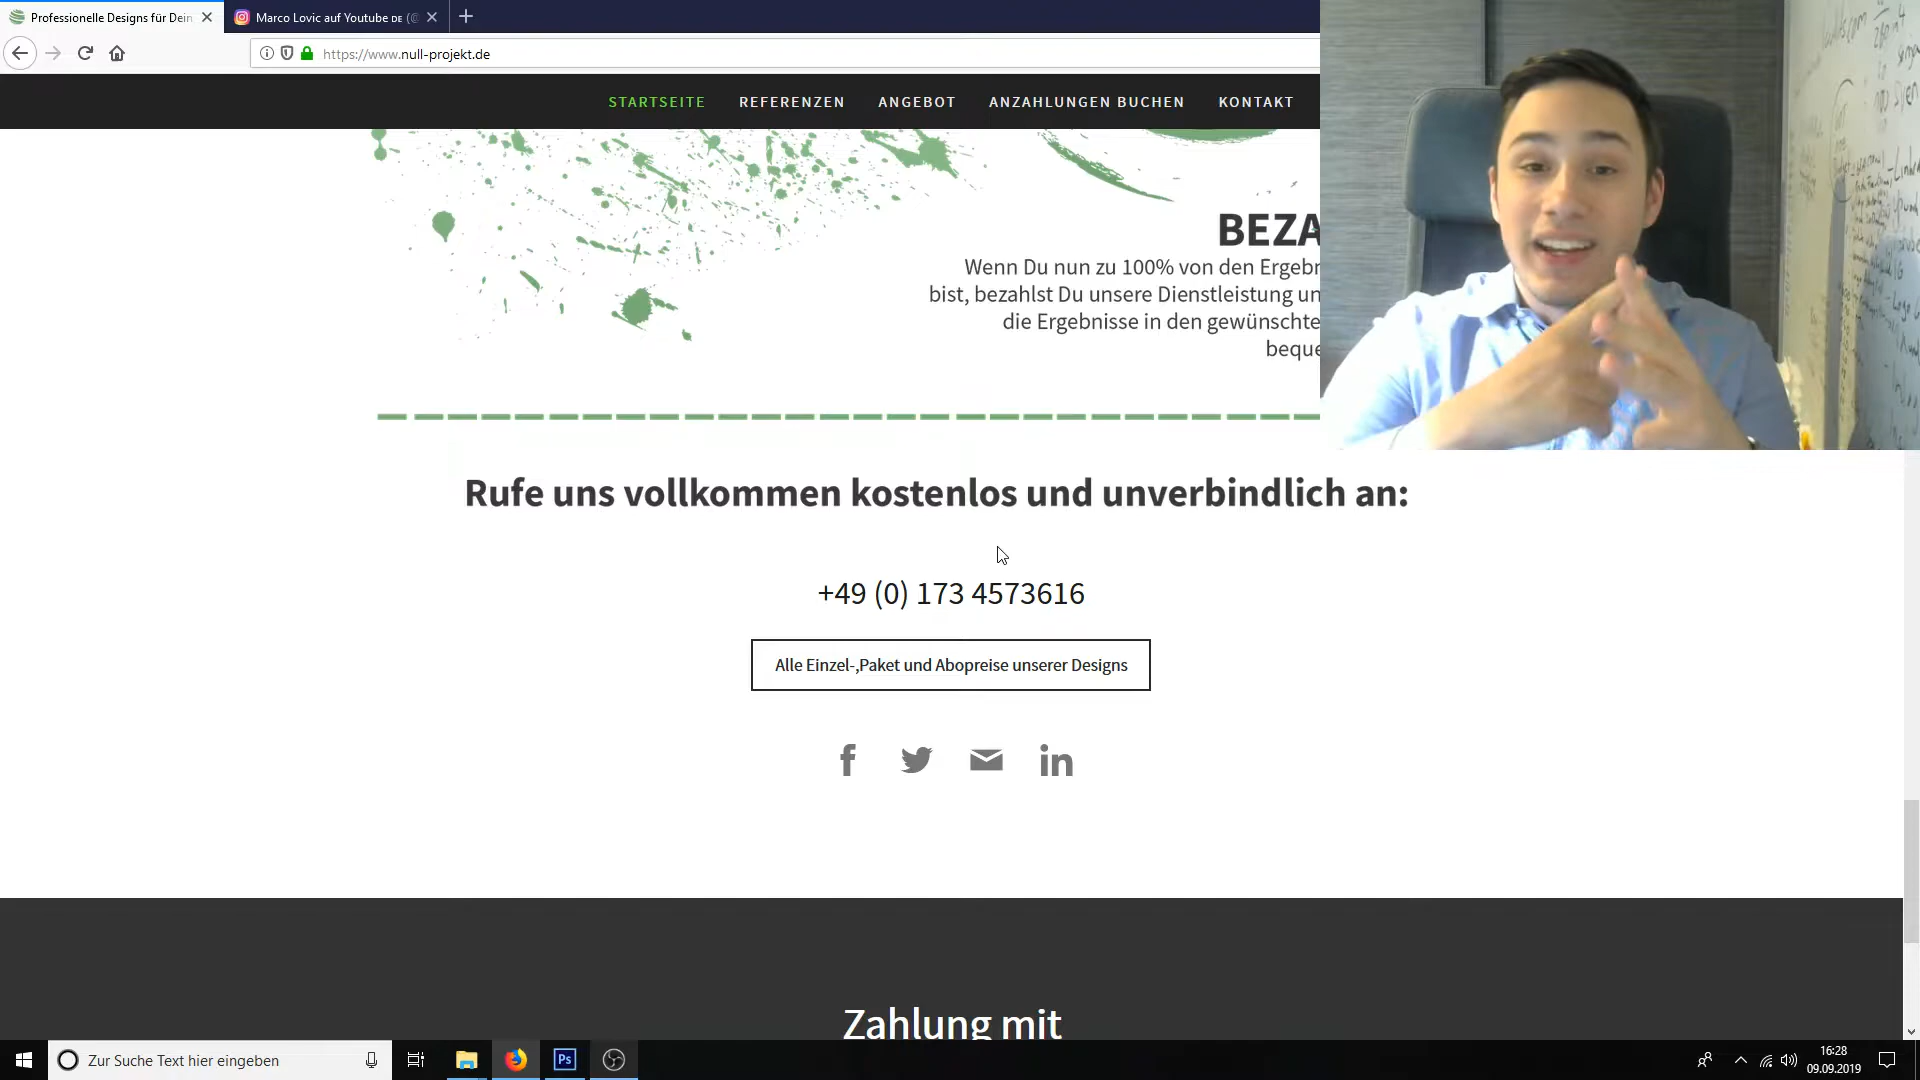 Professionelle Designs für Dein
Marco Lovic auf Youtube DE (@
https://www.null-projekt.de
STARTSEITE REFERENZEN ANGEBOT ANZAHLUNGEN BUCHEN KONTAKT
BEZA
Wenn Du nun zu 100% von den Ergebn
bist, bezahlst Du unsere Dienstleistung un
die Ergebnisse in den gewünschte
beque
Rufe uns vollkommen kostenlos und unverbindlich an:
+49 (0) 173 4573616
Alle Einzel-,Paket und Abopreise unserer Designs
Zahlung mit
Zur Suche Text hier eingeben
Ps
16:28
09.09.2019